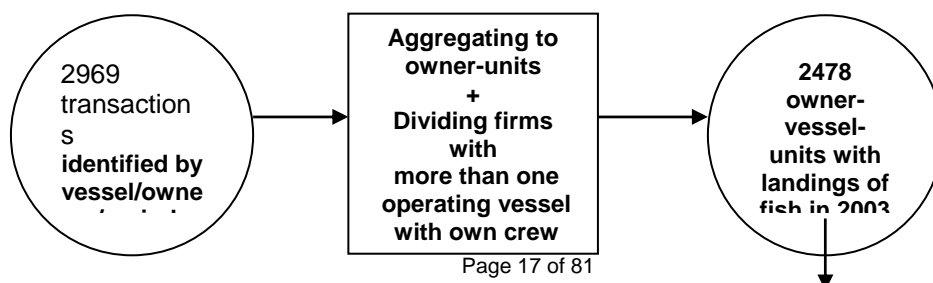 2969
transaction
s
identified by
vessel/owne
Aggregating to
owner-units
+
Dividing firms
with
more than one
operating vessel
with own crew
2478
owner-
vessel-
units with
landings of
fish in 2003
Page 17 of 81